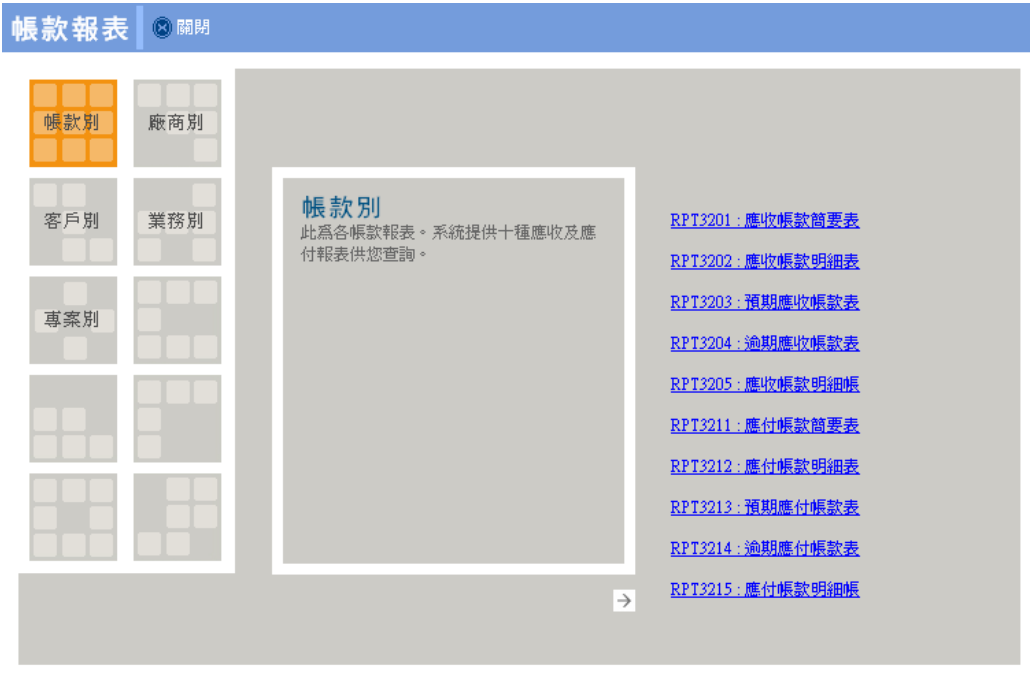 帳款報表
關閉
帳款別
廠商別
客戶別
業務別
專案別
帳款別
此為各帳款報表。系統提供十種應收及應
付報表供您查詢。
RPT3201 : 應收帳款簡要表
RPT3202 : 應收帳款明細表
RPT3203 : 預期應收帳款表
RPT3204 : 逾期應收帳款表
RPT3205 : 應收帳款明細帳
RPT3211 : 應付帳款簡要表
RPT3212 : 應付帳款明細表
RPT3213 : 預期應付帳款表
RPT3214 : 逾期應付帳款表
RPT3215 : 應付帳款明細帳